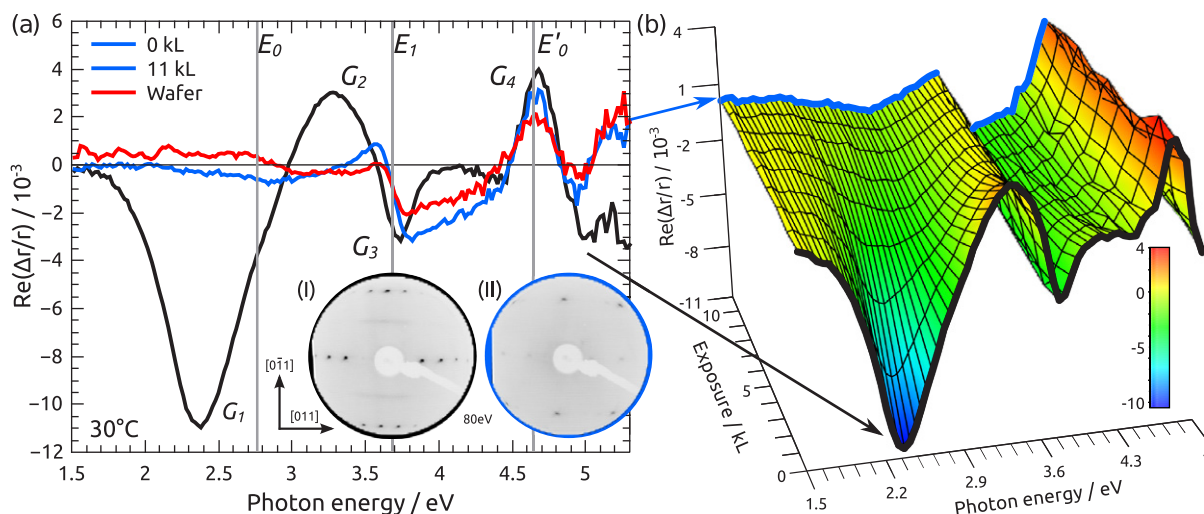 (a)
Re(Δr/r) / 10⁻³
6
4
2
0
−2
−4
−6
−8
−10
−12
0 kL
11 kL
Wafer
E₀
E₁
E'₀
G₂
G₄
G₃
G₁
(I)
(II)
[01̄1]
[011]
80eV
30°C
1.5
2
2.5
3
3.5
4
4.5
5
Photon energy / eV
(b)
Re(Δr/r) / 10⁻³
4
1
-2
-5
-8
-11
Exposure / kL
10
5
0
1.5
2.2
2.9
3.6
4.3
Photon energy / eV
4
0
-5
-10